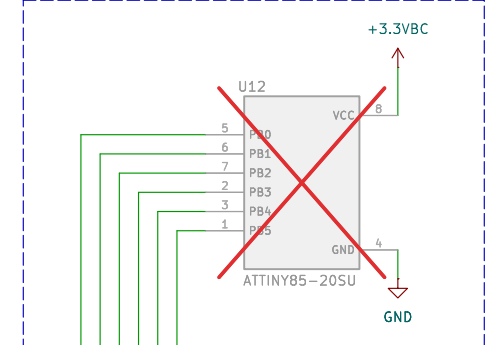 +3.3VBC
U12
VCC 8
5 PB0
6 PB1
7 PB2
2 PB3
3 PB4
1 PB5
GND 4
ATTINY85-20SU
GND